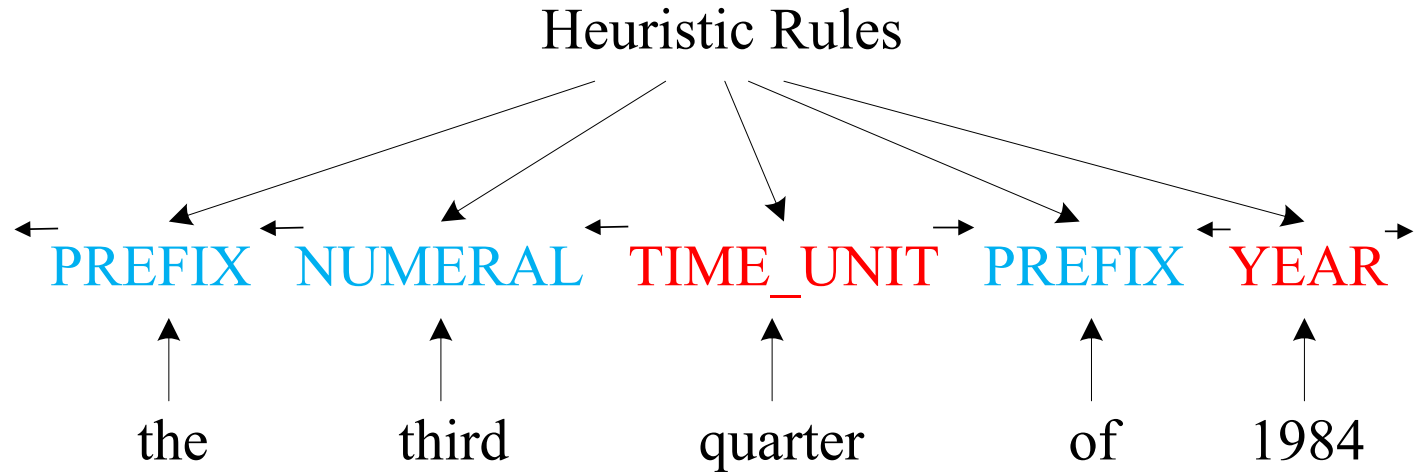 Heuristic Rules
PREFIX NUMERAL TIME_UNIT PREFIX YEAR
the third quarter of 1984